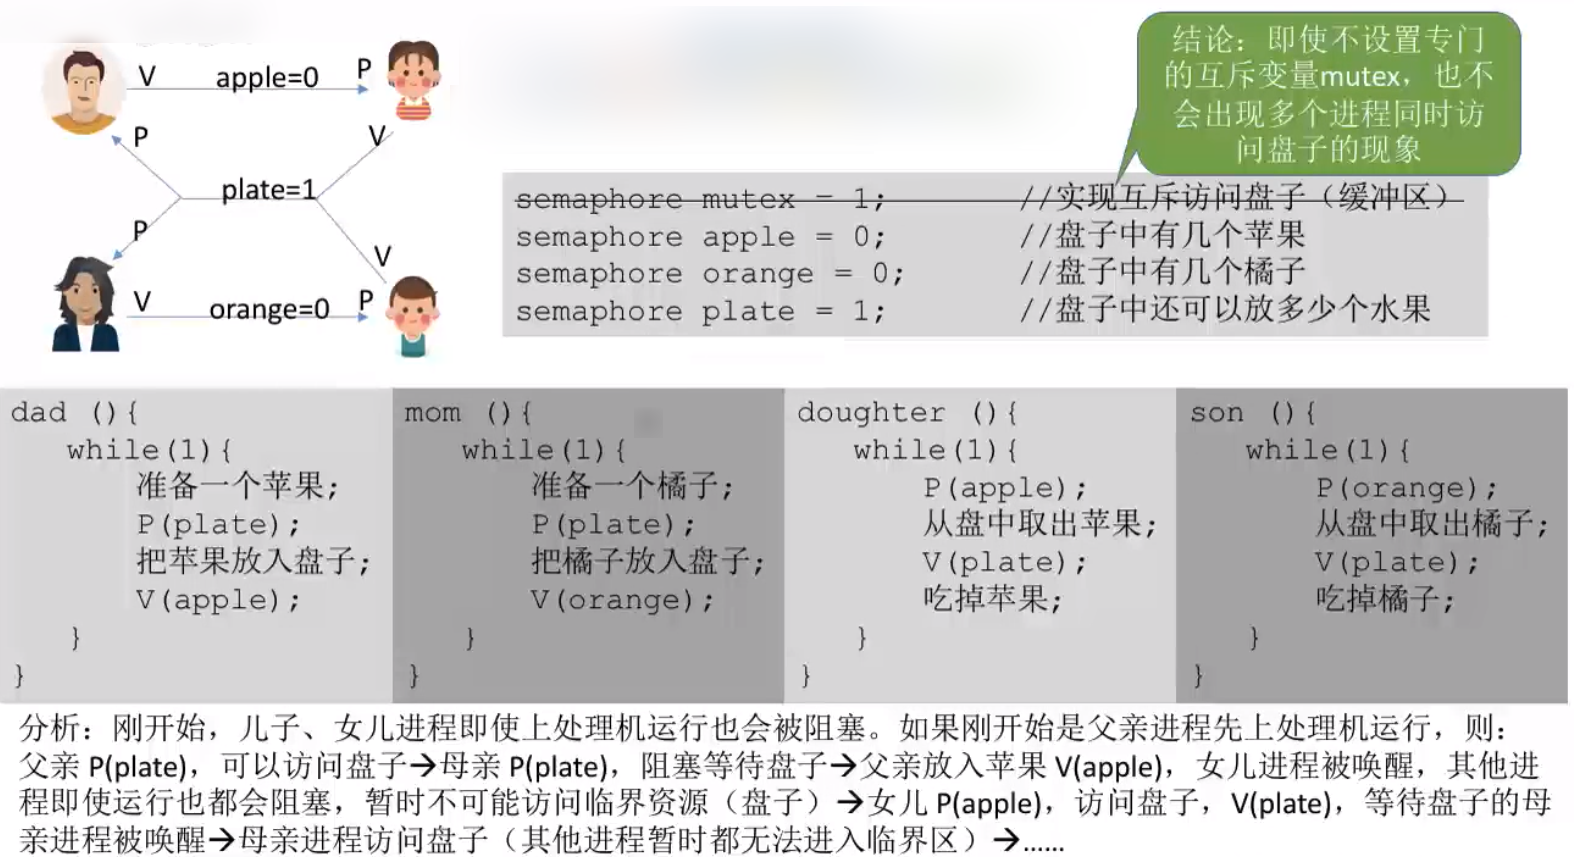 V apple=0 P
P
V
plate=1
P
V
V orange=0 P
结论：即使不设置专门
的互斥变量mutex，也不
会出现多个进程同时访
问盘子的现象
semaphore mutex = 1; //实现互斥访问盘子（缓冲区）
semaphore apple = 0; //盘子中有几个苹果
semaphore orange = 0; //盘子中有几个橘子
semaphore plate = 1; //盘子中还可以放多少个水果
dad (){
while(1){
准备一个苹果;
P(plate);
把苹果放入盘子;
V(apple);
}
}
mom (){
while(1){
准备一个橘子;
P(plate);
把橘子放入盘子;
V(orange);
}
}
doughter (){
while(1){
P(apple);
从盘中取出苹果;
V(plate);
吃掉苹果;
}
}
son (){
while(1){
P(orange);
从盘中取出橘子;
V(plate);
吃掉橘子;
}
}
分析：刚开始，儿子、女儿进程即使上处理机运行也会被阻塞。如果刚开始是父亲进程先上处理机运行，则：
父亲 P(plate)，可以访问盘子→母亲 P(plate)，阻塞等待盘子→父亲放入苹果 V(apple)，女儿进程被唤醒，其他进
程即使运行也都会阻塞，暂时不可能访问临界资源（盘子）→女儿 P(apple)，访问盘子，V(plate)，等待盘子的母
亲进程被唤醒→母亲进程访问盘子（其他进程暂时都无法进入临界区）→……